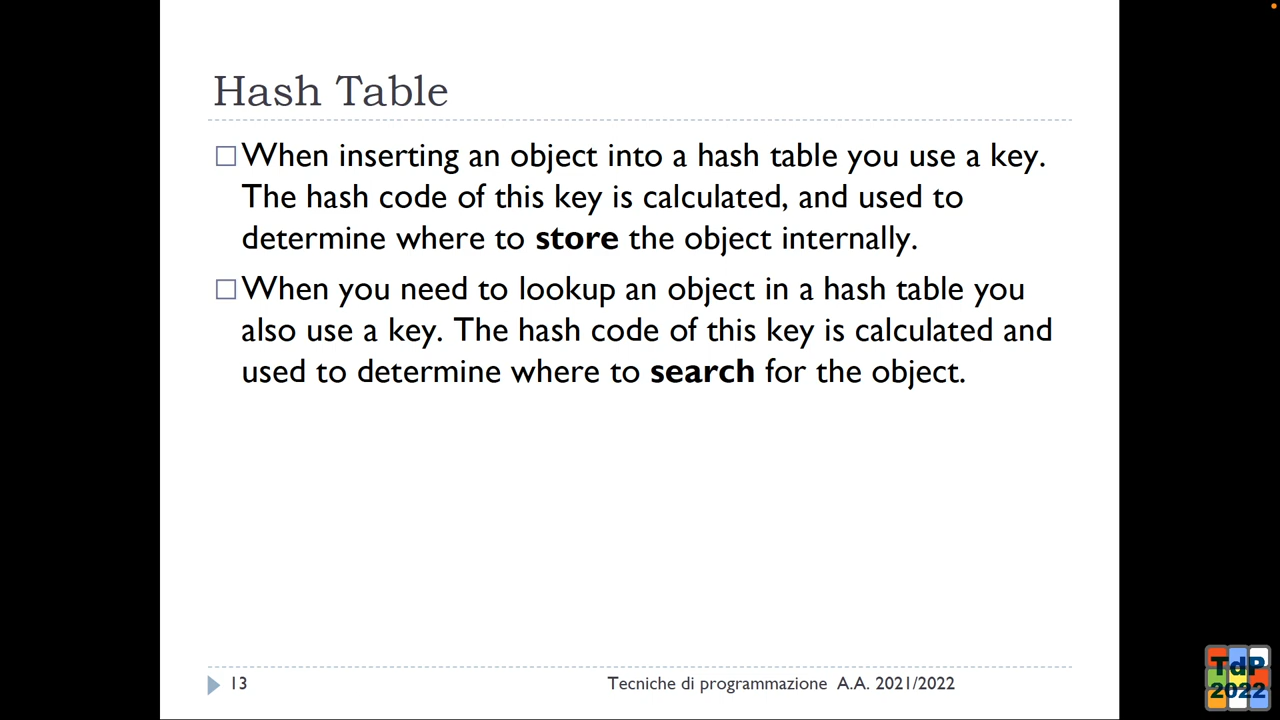 Hash Table
When inserting an object into a hash table you use a key.
The hash code of this key is calculated, and used to
determine where to store the object internally.
When you need to lookup an object in a hash table you
also use a key. The hash code of this key is calculated and
used to determine where to search for the object.
13
Tecniche di programmazione A.A. 2021/2022
TdP
2022